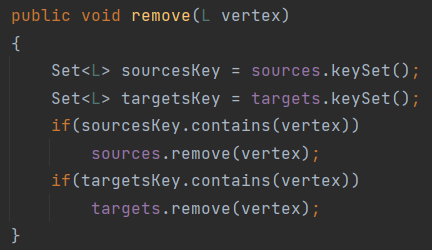 public void remove(L vertex)
{
    Set<L> sourcesKey = sources.keySet();
    Set<L> targetsKey = targets.keySet();
    if(sourcesKey.contains(vertex))
        sources.remove(vertex);
    if(targetsKey.contains(vertex))
        targets.remove(vertex);
}